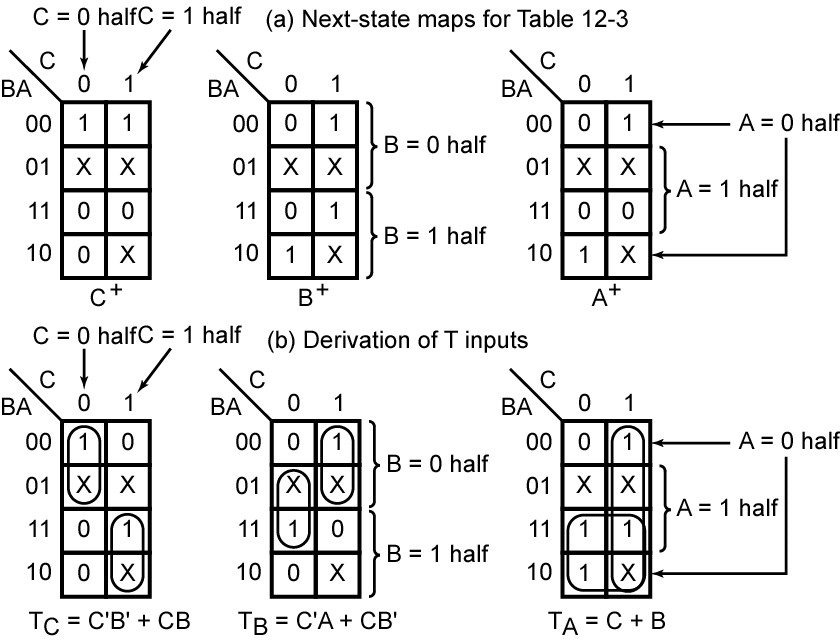 C = 0 half C = 1 half (a) Next-state maps for Table 12-3
C C C
BA 0 1 BA 0 1 BA 0 1
00 1 1 00 0 1 00 0 1 A = 0 half
B = 0 half
01 X X 01 X X 01 X X
A = 1 half
11 0 0 11 0 1 11 0 0
B = 1 half
10 0 X 10 1 X 10 1 X
C+ B+ A+
C = 0 half C = 1 half (b) Derivation of T inputs
C C C
BA 0 1 BA 0 1 BA 0 1
00 1 0 00 0 1 00 0 1 A = 0 half
B = 0 half
01 X X 01 X X 01 X X
A = 1 half
11 0 1 11 1 0 11 1 1
B = 1 half
10 0 X 10 0 X 10 1 X
TC = C'B' + CB TB = C'A + CB' TA = C + B